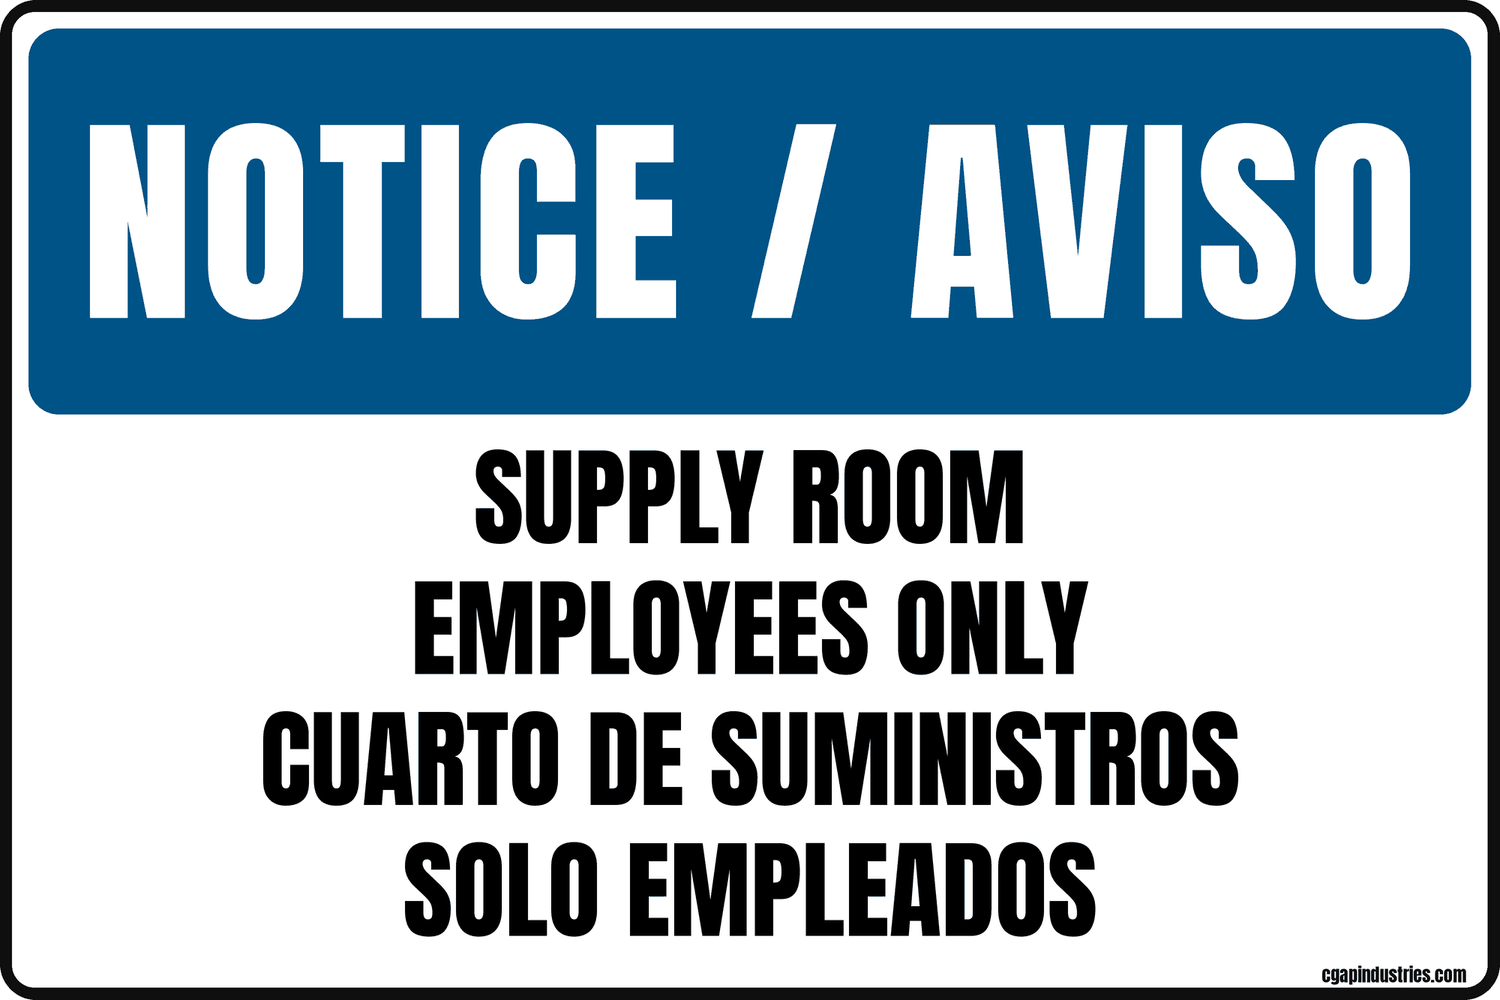 NOTICE / AVISO
SUPPLY ROOM
EMPLOYEES ONLY
CUARTO DE SUMINISTROS
SOLO EMPLEADOS
cgapindustries.com